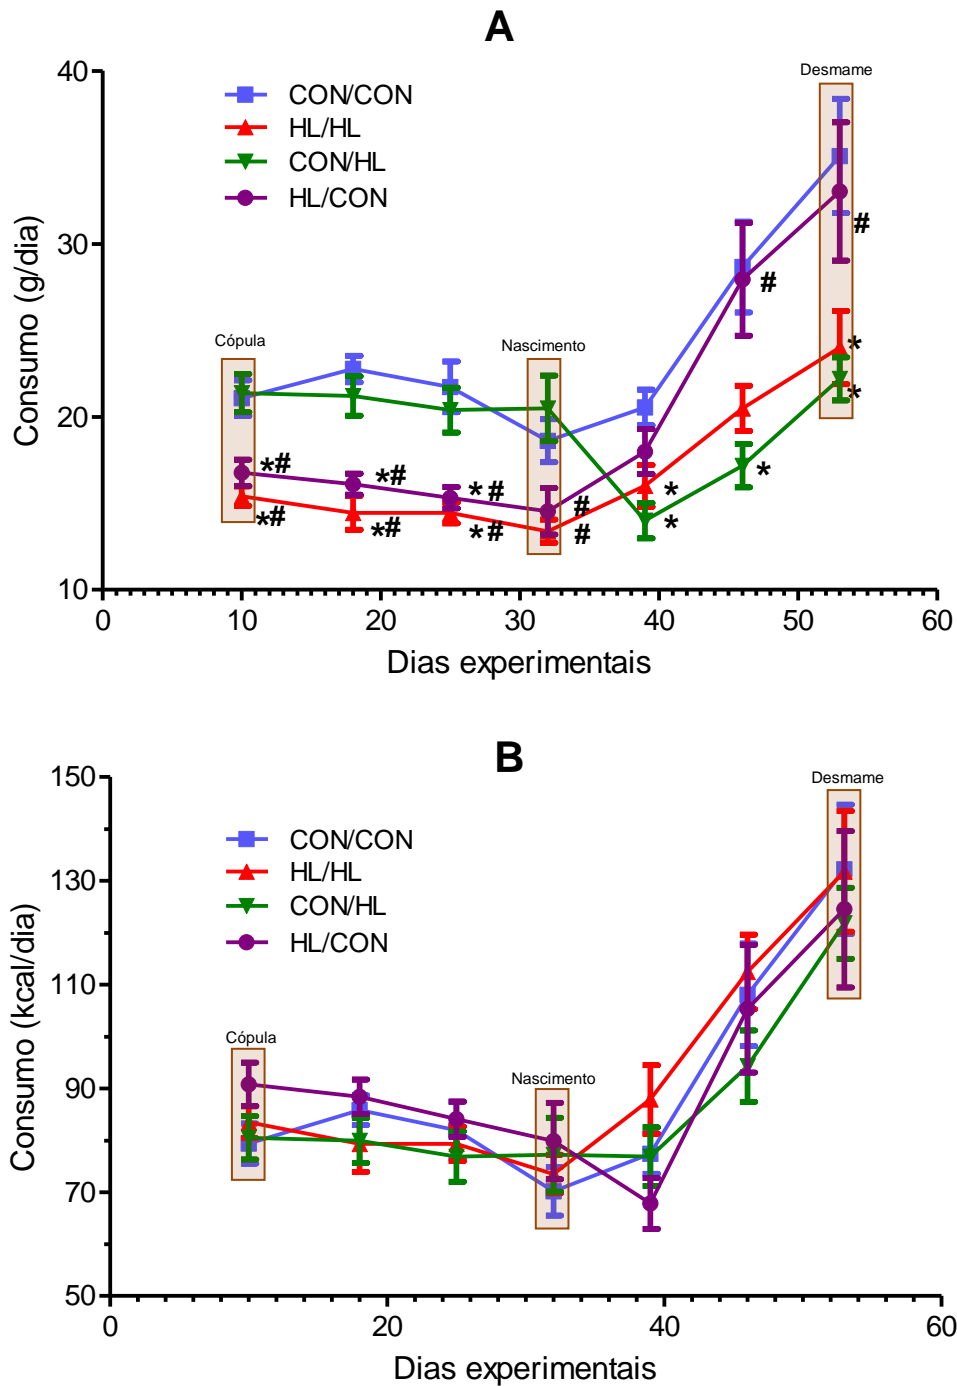 A
Desmame
40
CON/CON
HL/HL
CON/HL
HL/CON
30
Consumo (g/dia)
#
#
Cópula
Nascimento
*
*
20
*#
*#
*#
*
*#
*#
*#
#
#
*
*
10
0 10 20 30 40 50 60
Dias experimentais
B
150
Desmame
CON/CON
HL/HL
CON/HL
HL/CON
130
Consumo (kcal/dia)
110
Cópula
Nascimento
90
70
50
0 20 40 60
Dias experimentais